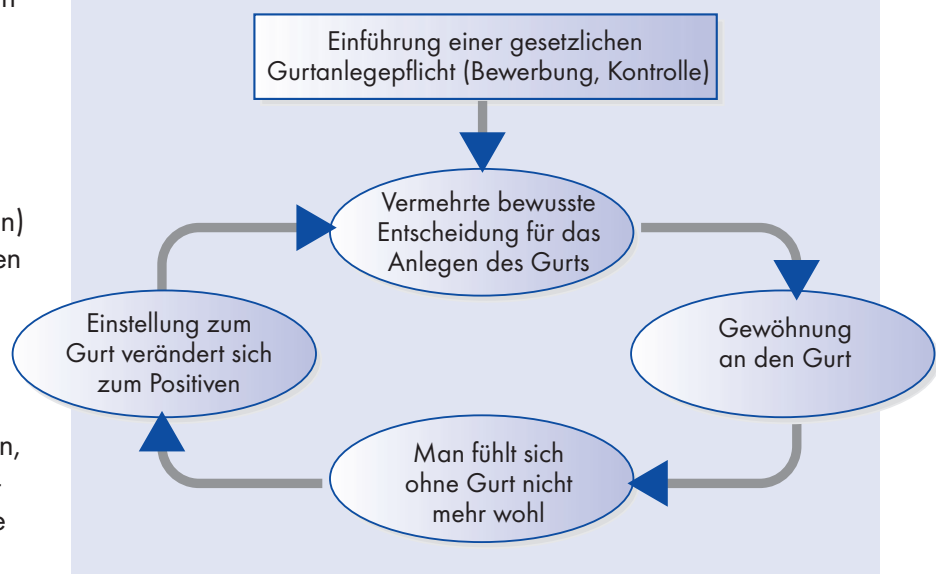 n
Einführung einer gesetzlichen
Gurtanlegepflicht (Bewerbung, Kontrolle)
Vermehrte bewusste
Entscheidung für das
Anlegen des Gurts
n)
en
Einstellung zum
Gurt verändert sich
zum Positiven
Gewöhnung
an den Gurt
Man fühlt sich
ohne Gurt nicht
mehr wohl
n,
-
e